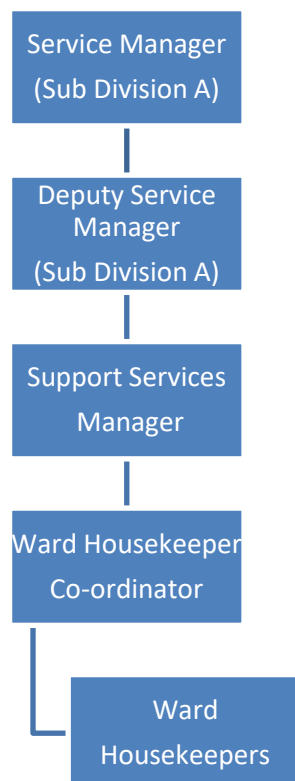 Service Manager
(Sub Division A)
Deputy Service
Manager
(Sub Division A)
Support Services
Manager
Ward Housekeeper
Co-ordinator
Ward
Housekeepers